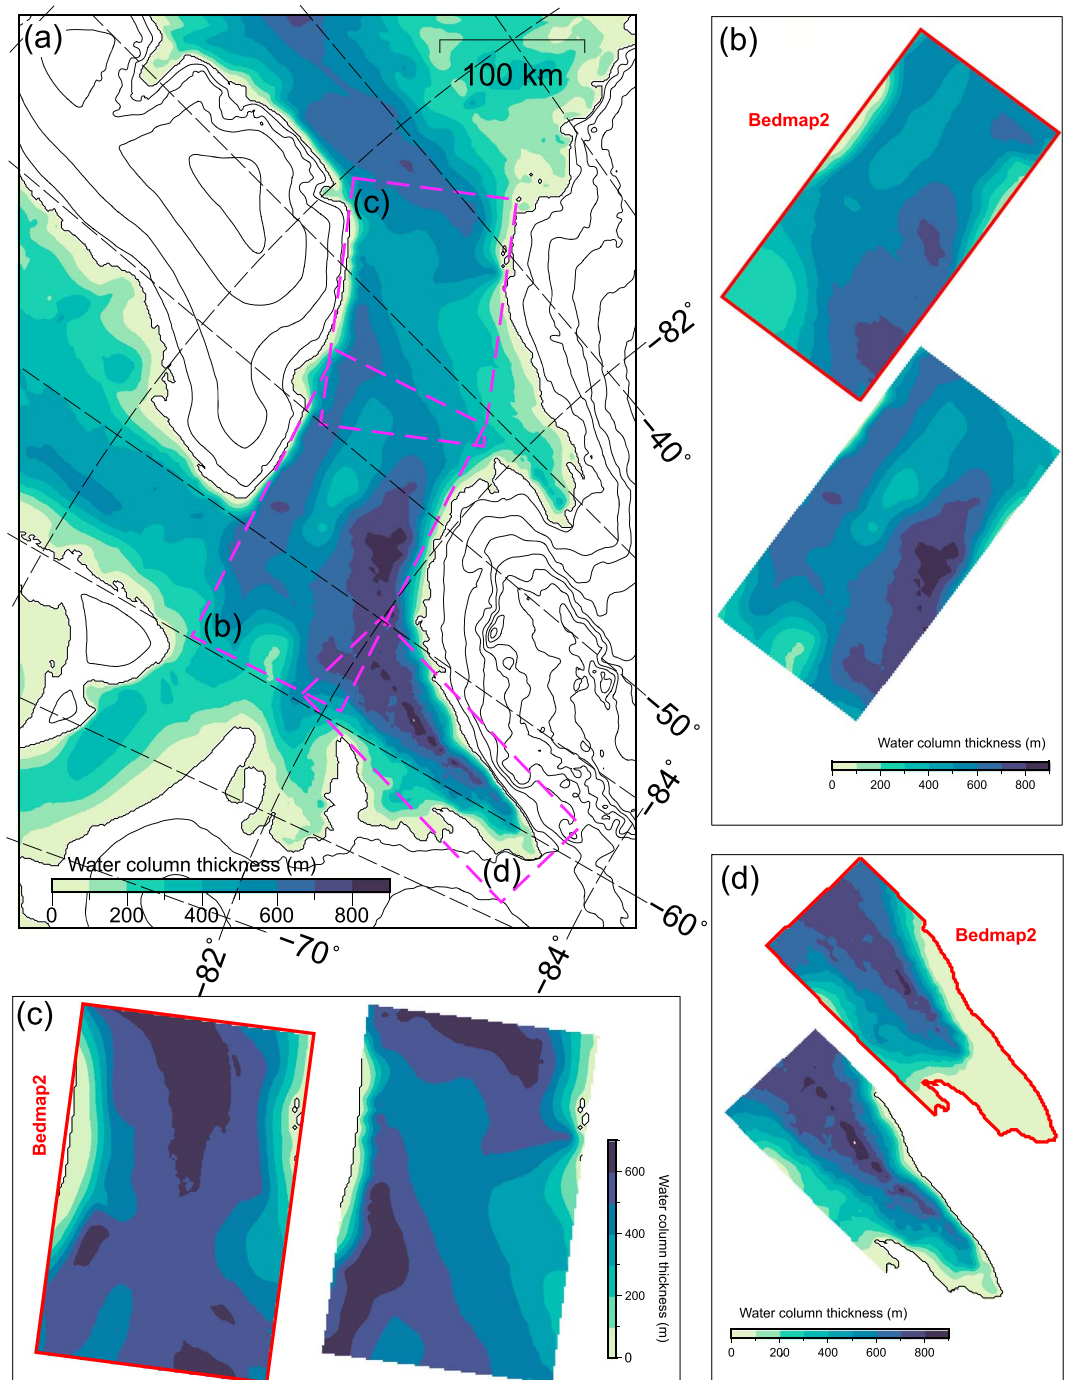 (a)
100 km
(c)
(b)
(d)
−82°
−40°
−50°
−84°
−60°
Water column thickness (m)
0 200 400 600 800
−82°
−70°
−84°
(b)
Bedmap2
Water column thickness (m)
0 200 400 600 800
(c)
Bedmap2
600
400
200
0
Water column thickness (m)
(d)
Bedmap2
Water column thickness (m)
0 200 400 600 800